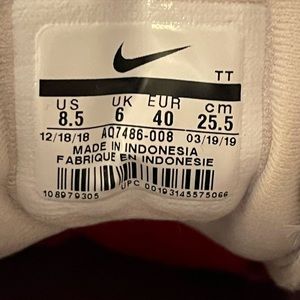 TT
US UK EUR cm
8.5 6 40 25.5
12/18/18 AQ7486-008 03/19/19
MADE IN INDONESIA
FABRIQUE EN INDONESIE
108979305 UPC 00193145575066